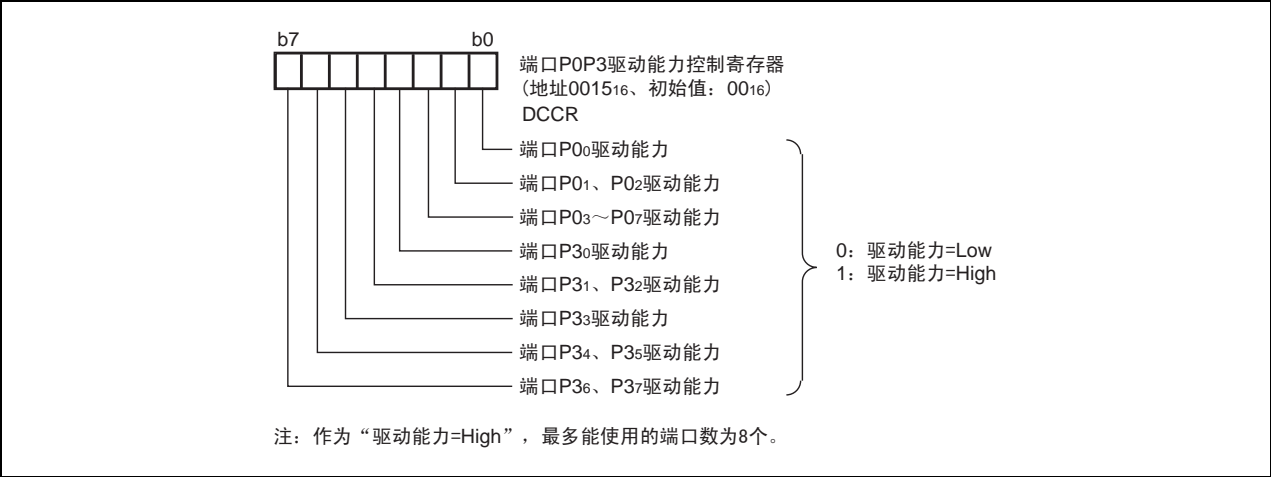 b7 b0
端口P0P3驱动能力控制寄存器
(地址001516、初始值：0016)
DCCR
端口P00驱动能力
端口P01、P02驱动能力
端口P03～P07驱动能力
端口P30驱动能力
端口P31、P32驱动能力
端口P33驱动能力
端口P34、P35驱动能力
端口P36、P37驱动能力
0：驱动能力=Low
1：驱动能力=High
注：作为“驱动能力=High”，最多能使用的端口数为8个。